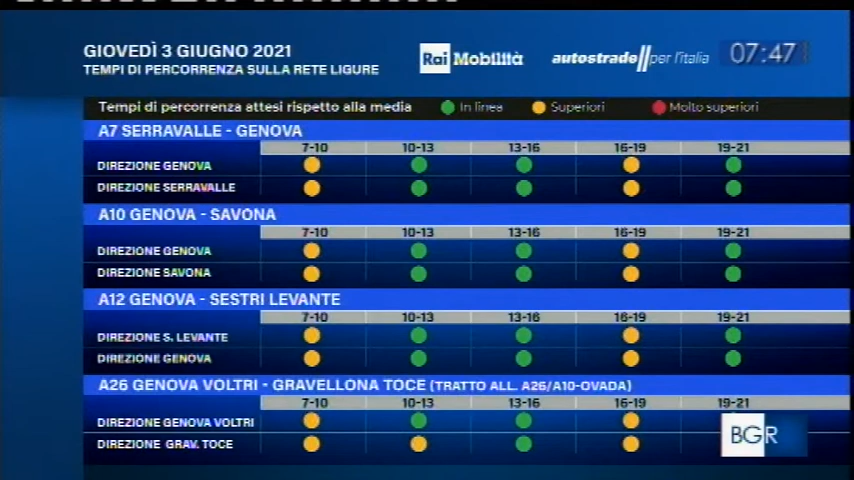 GIOVEDÌ 3 GIUGNO 2021
TEMPI DI PERCORRENZA SULLA RETE LIGURE
Rai Mobilità
autostrade//per l'italia
07:47
Tempi di percorrenza attesi rispetto alla media In linea Superiori Molto superiori
A7 SERRAVALLE - GENOVA
7-10 10-13 13-16 16-19 19-21
DIREZIONE GENOVA
DIREZIONE SERRAVALLE
A10 GENOVA - SAVONA
7-10 10-13 13-16 16-19 19-21
DIREZIONE GENOVA
DIREZIONE SAVONA
A12 GENOVA - SESTRI LEVANTE
7-10 10-13 13-16 16-19 19-21
DIREZIONE S. LEVANTE
DIREZIONE GENOVA
A26 GENOVA VOLTRI - GRAVELLONA TOCE (TRATTO ALL. A26/A10-OVADA)
7-10 10-13 13-16 16-19 19-21
DIREZIONE GENOVA VOLTRI
DIREZIONE GRAV. TOCE
BGR